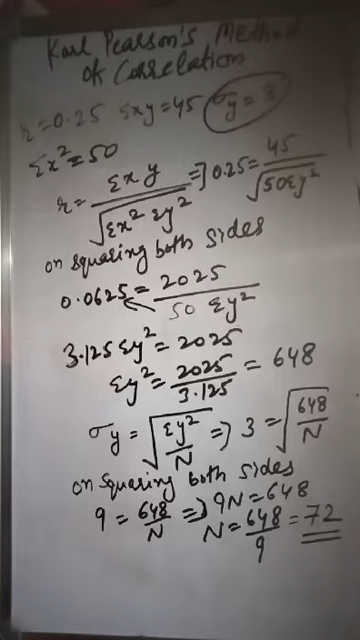 Karl Pearson's Method
Of Correlation
r=0.25 Σxy=45 σy=3
Σx²=50
r= Σxy / √Σx² Σy² => 0.25= 45 / √50Σy²
on squaring both sides
0.0625 = 2025 / 50 Σy²
3.125 Σy² = 2025
Σy² = 2025 / 3.125 = 648
σy = √Σy²/N => 3 = √648/N
on squaring both sides
9 = 648/N => 9N = 648
N = 648/9 = 72